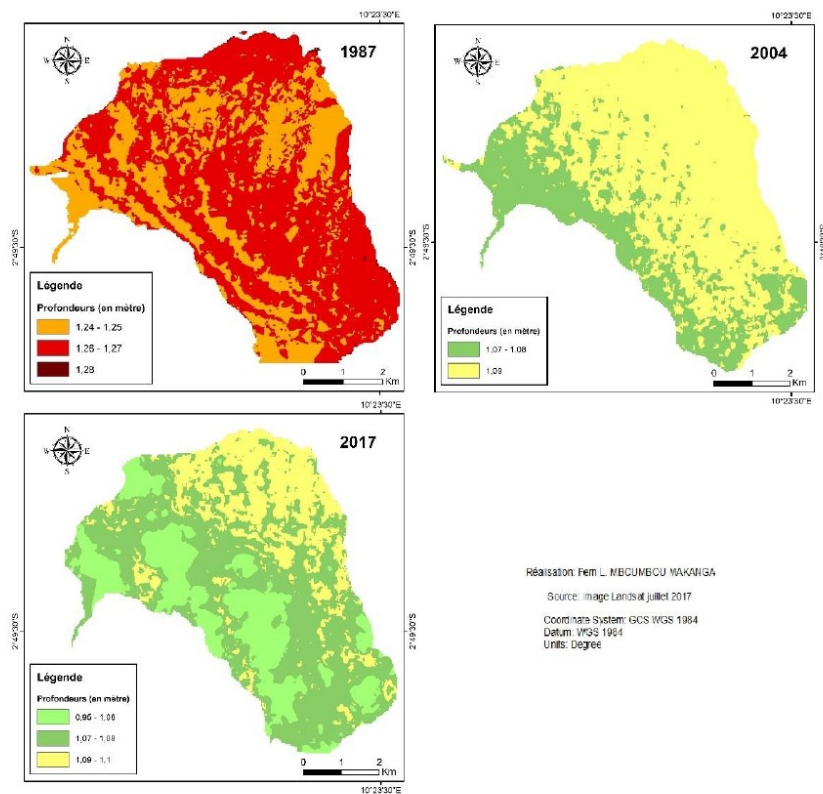 10°23'30"E
1987
N
W E
S
2°49'30"S
Légende
Profondeurs (en mètre)
1,24 - 1,25
1,26 - 1,27
1,28
0 1 2
Km
10°23'30"E
10°23'30"E
2004
N
W E
S
2°49'30"S
2°49'30"S
Légende
Profondeurs (en mètre)
1,07 - 1,08
1,09
0 1 2
Km
10°23'30"E
2017
N
W E
S
2°49'30"S
Légende
Profondeurs (en mètre)
0,95 - 1,06
1,07 - 1,08
1,09 - 1,1
0 1 2
Km
10°23'30"E
Réalisation: Fern L. MBOUMBOU MAKANGA
Source: Image Landsat juillet 2017
Coordinate System: GCS WGS 1984
Datum: WGS 1984
Units: Degree